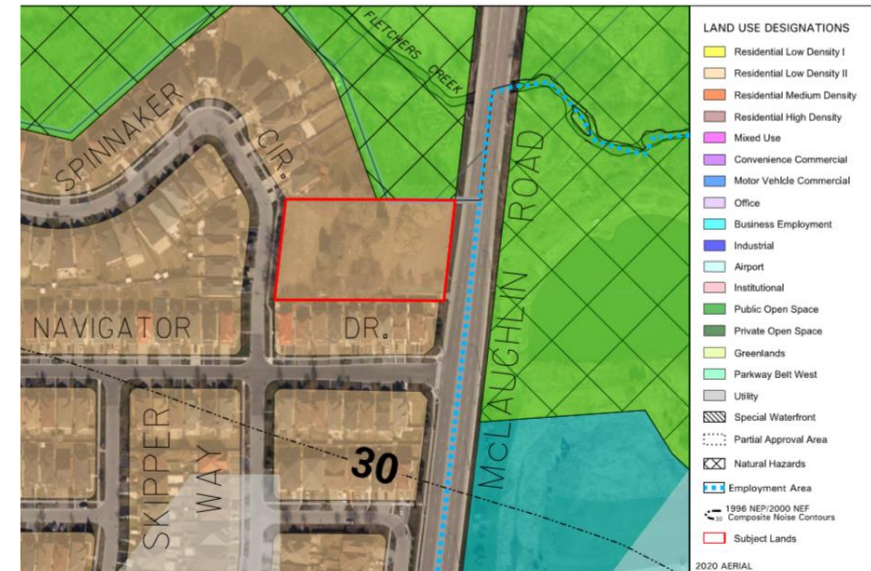 FLETCHERS CREEK
SPINNAKER CIR.
McLAUGHLIN ROAD
NAVIGATOR DR.
SKIPPER WAY
30
LAND USE DESIGNATIONS
Residential Low Density I
Residential Low Density II
Residential Medium Density
Residential High Density
Mixed Use
Convenience Commercial
Motor Vehicle Commercial
Office
Business Employment
Industrial
Airport
Institutional
Public Open Space
Private Open Space
Greenlands
Parkway Belt West
Utility
Special Waterfront
Partial Approval Area
Natural Hazards
Employment Area
1996 NEP/2000 NEF
30 Composite Noise Contours
Subject Lands
2020 AERIAL